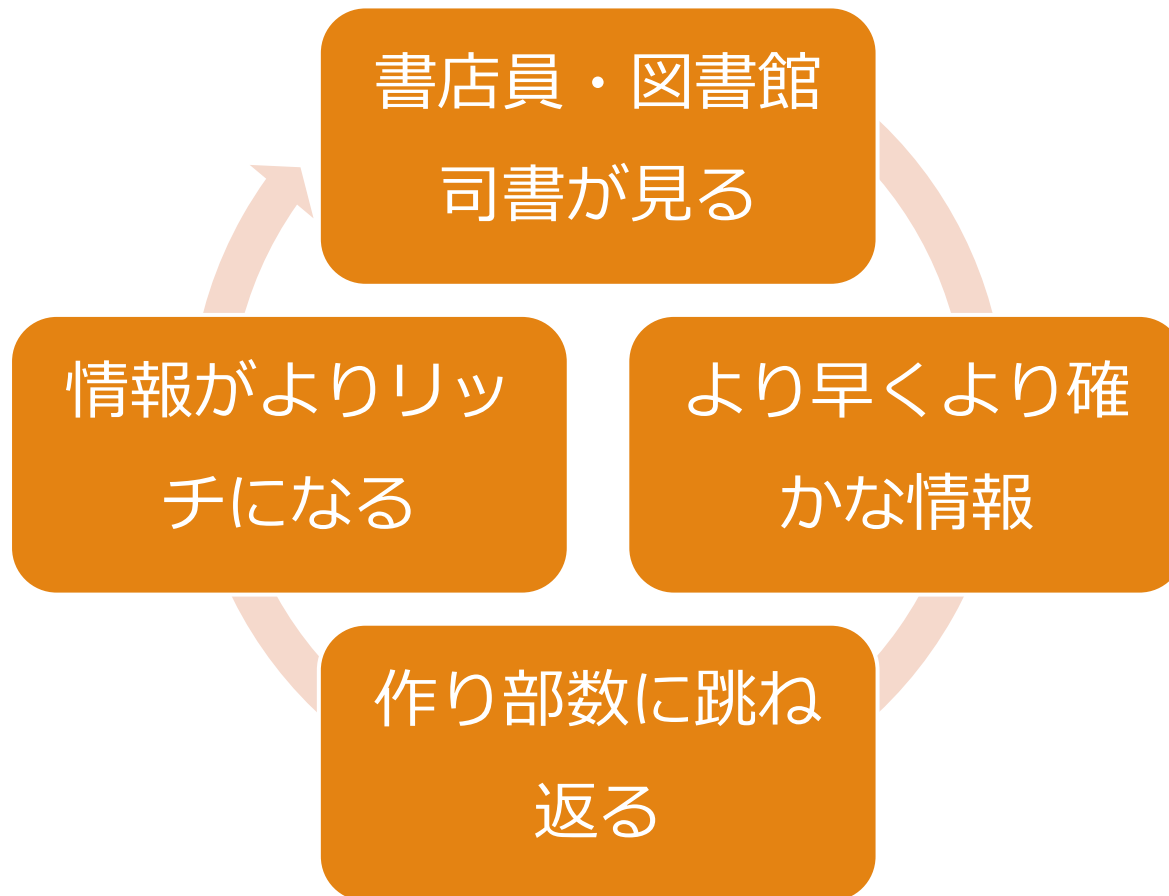 書店員・図書館
司書が見る
より早くより確
かな情報
作り部数に跳ね
返る
情報がよりリッ
チになる